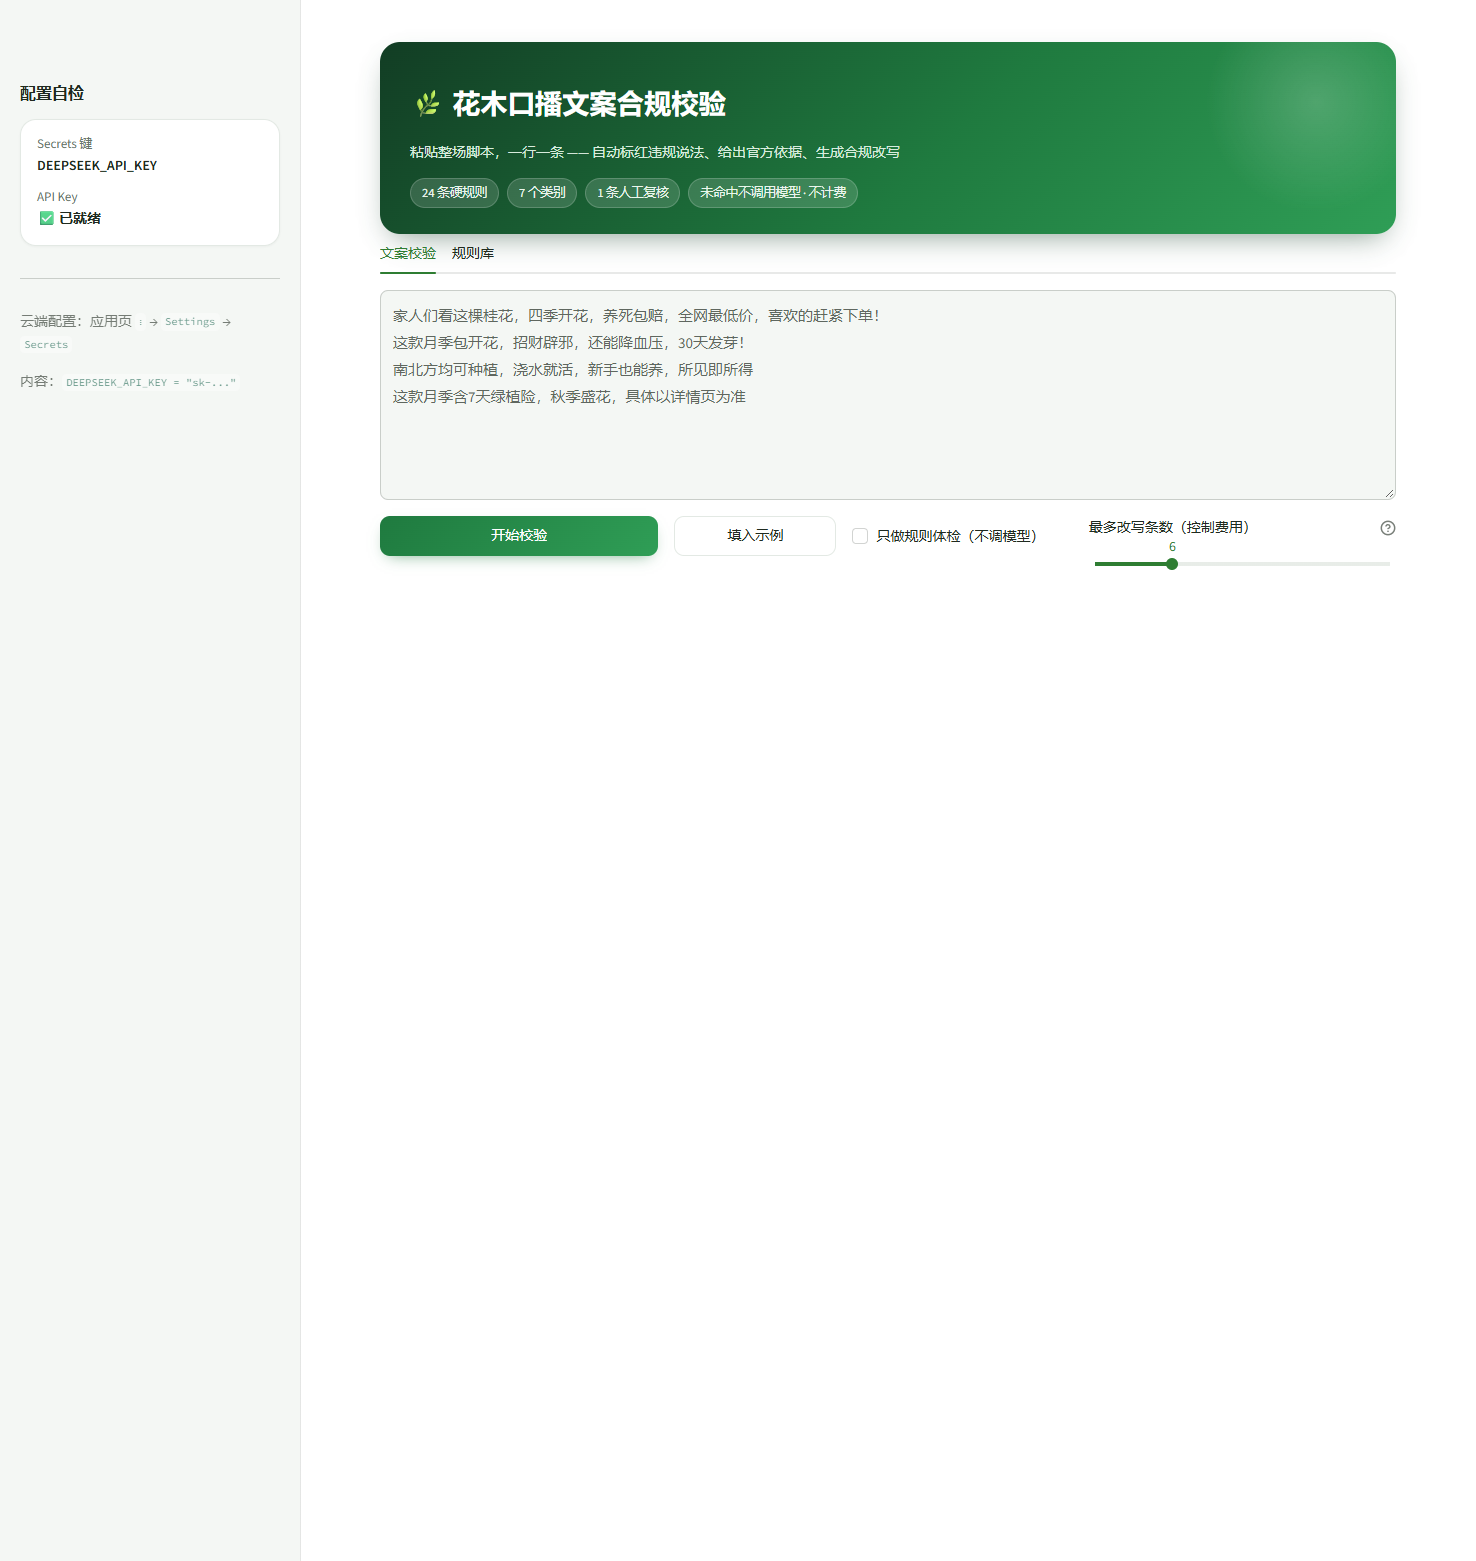 配置自检
Secrets 键
DEEPSEEK_API_KEY
API Key
✅ 已就绪
云端配置：应用页 ⋮ → Settings →
Secrets
内容： DEEPSEEK_API_KEY = "sk-..."
🌿 花木口播文案合规校验
粘贴整场脚本，一行一条 —— 自动标红违规说法、给出官方依据、生成合规改写
24 条硬规则
7 个类别
1 条人工复核
未命中不调用模型 · 不计费
文案校验
规则库
家人们看这棵桂花，四季开花，养死包赔，全网最低价，喜欢的赶紧下单！
这款月季包开花，招财辟邪，还能降血压，30天发芽！
南北方均可种植，浇水就活，新手也能养，所见即所得
这款月季含7天绿植险，秋季盛花，具体以详情页为准
开始校验
填入示例
只做规则体检（不调模型）
最多改写条数（控制费用）
6